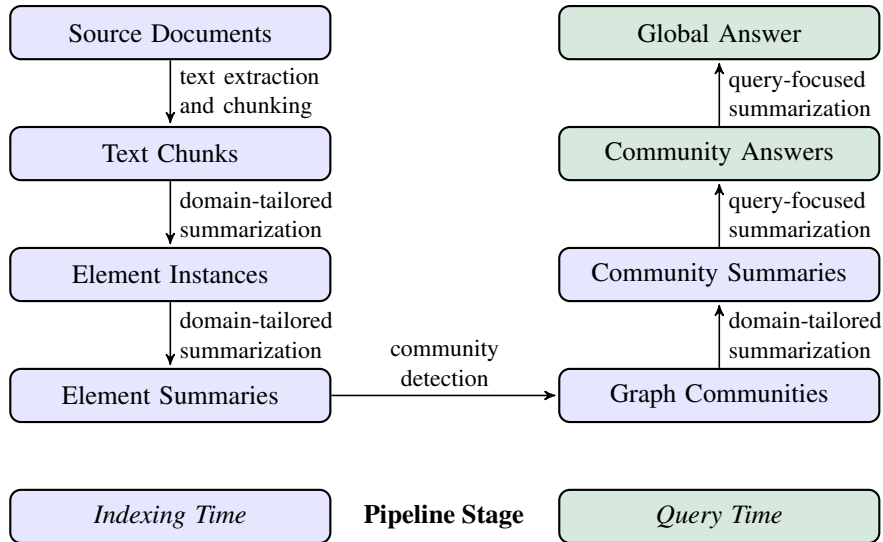 Source Documents
text extraction
and chunking
Text Chunks
domain-tailored
summarization
Element Instances
domain-tailored
summarization
Element Summaries
community
detection
Graph Communities
domain-tailored
summarization
Community Summaries
query-focused
summarization
Community Answers
query-focused
summarization
Global Answer
Indexing Time
Pipeline Stage
Query Time